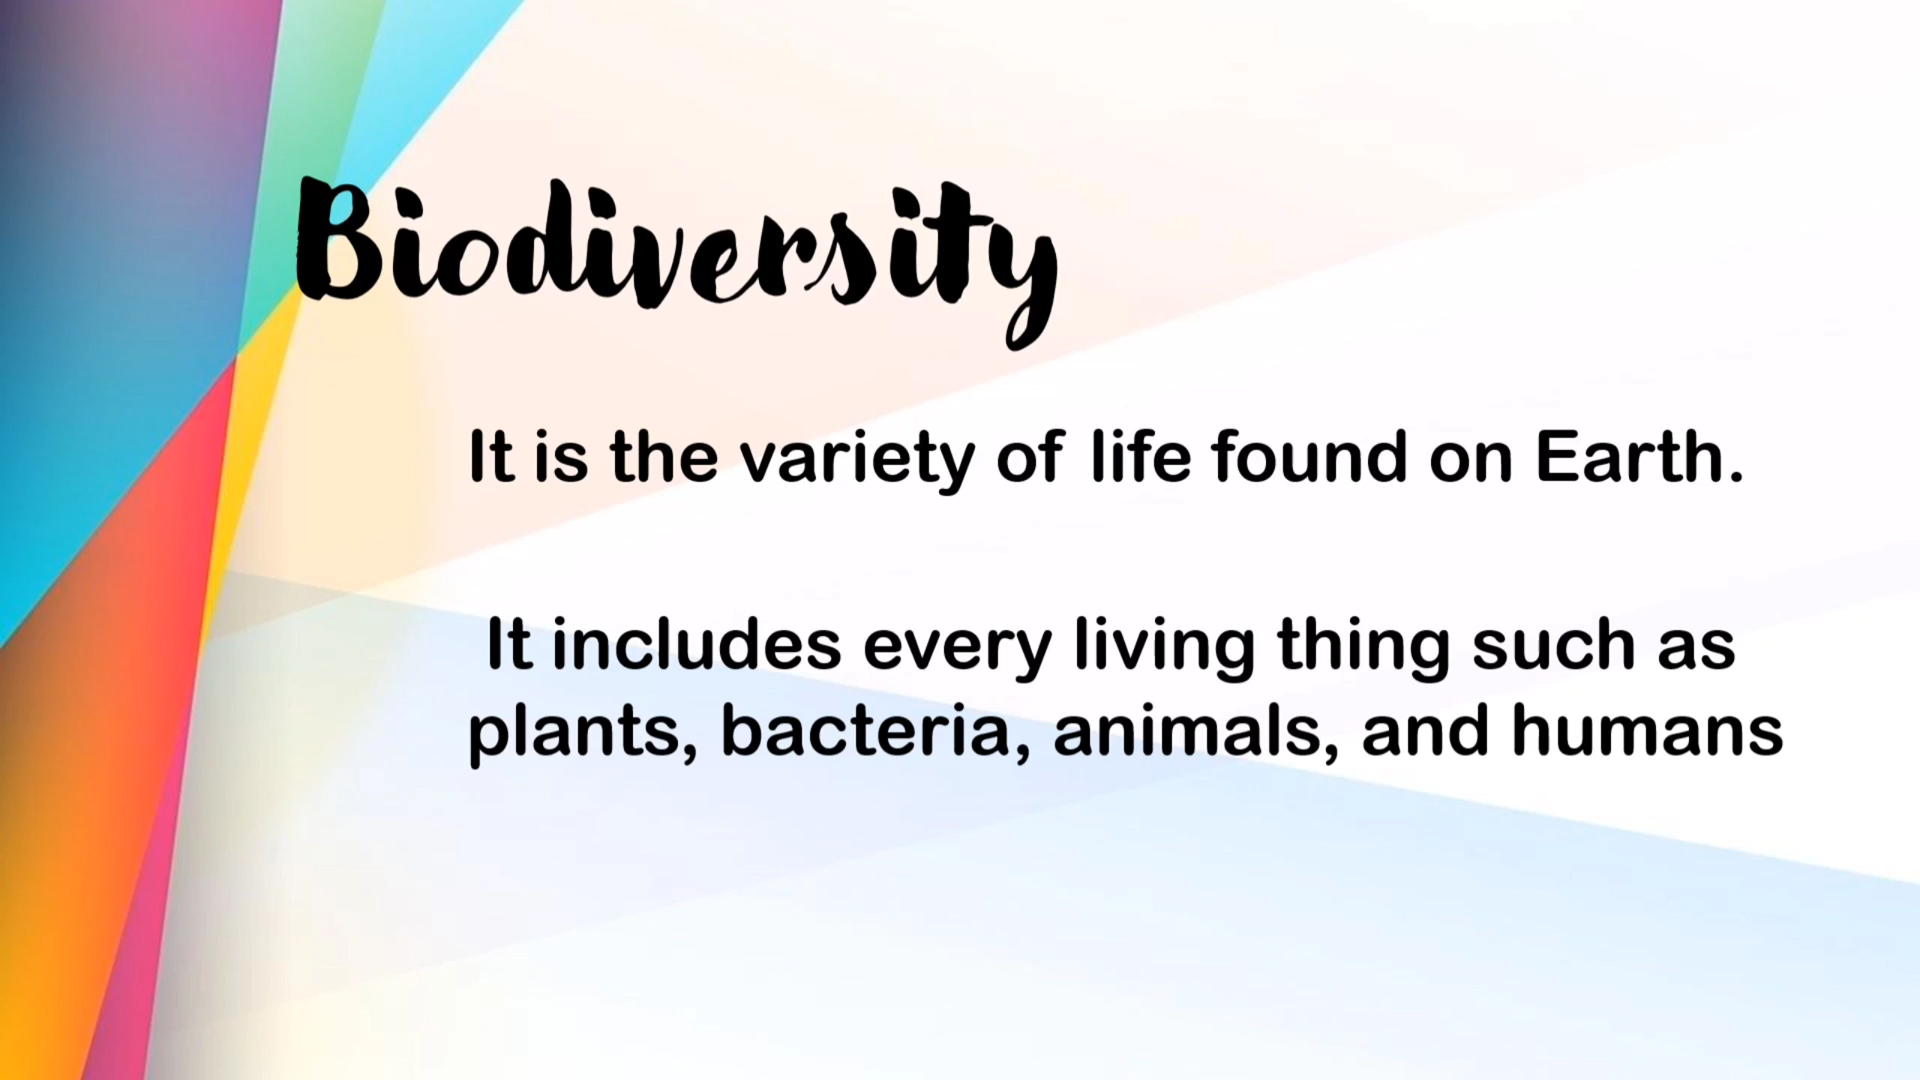 Biodiversity
It is the variety of life found on Earth.
It includes every living thing such as
plants, bacteria, animals, and humans